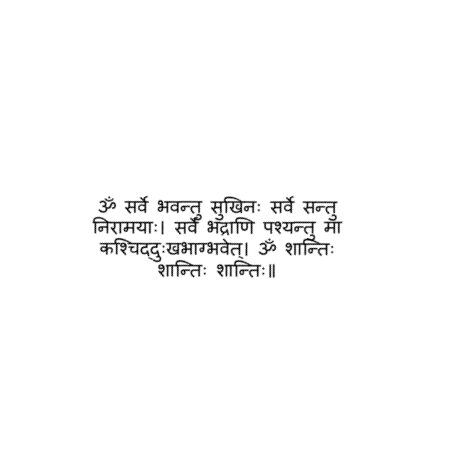 ॐ सर्वे भवन्तु सुखिनः सर्वे सन्तु
निरामयाः। सर्वे भद्राणि पश्यन्तु मा
कश्चिद्दुःखभाग्भवेत्। ॐ शान्तिः
शान्तिः शान्तिः॥